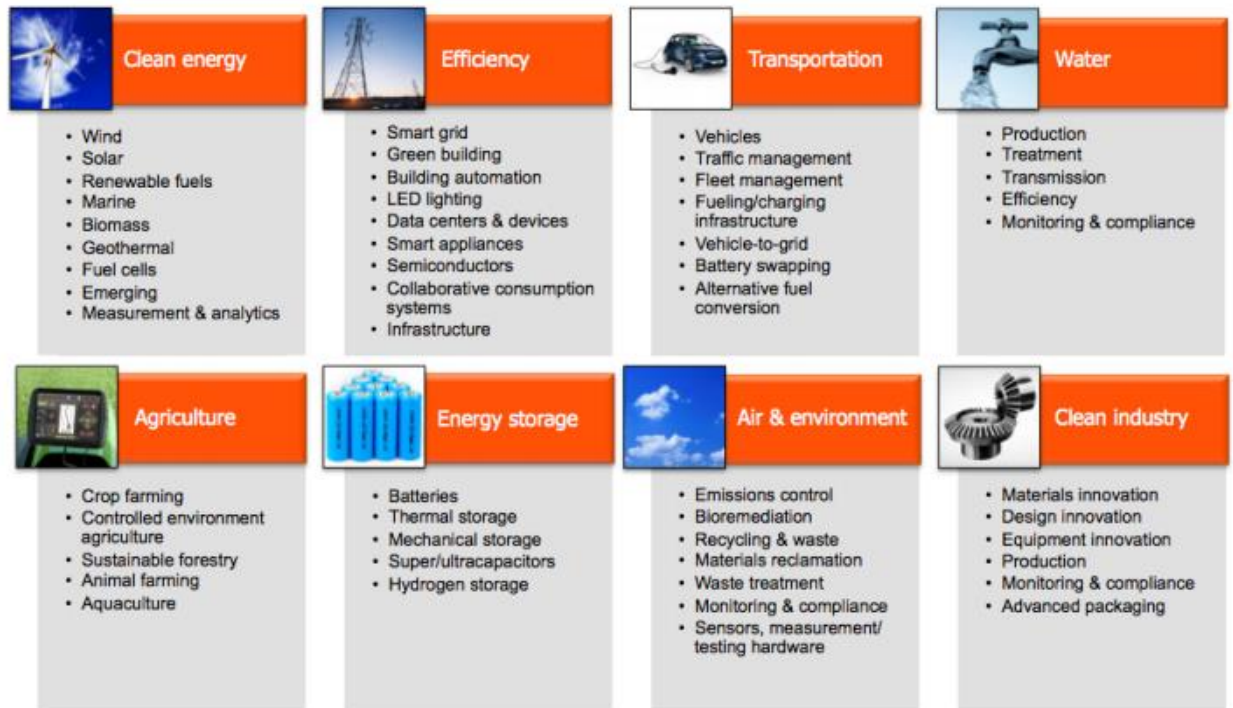 Clean energy
• Wind
• Solar
• Renewable fuels
• Marine
• Biomass
• Geothermal
• Fuel cells
• Emerging
• Measurement & analytics
Efficiency
• Smart grid
• Green building
• Building automation
• LED lighting
• Data centers & devices
• Smart appliances
• Semiconductors
• Collaborative consumption
systems
• Infrastructure
Transportation
• Vehicles
• Traffic management
• Fleet management
• Fueling/charging
infrastructure
• Vehicle-to-grid
• Battery swapping
• Alternative fuel
conversion
Water
• Production
• Treatment
• Transmission
• Efficiency
• Monitoring & compliance
Agriculture
• Crop farming
• Controlled environment
agriculture
• Sustainable forestry
• Animal farming
• Aquaculture
Energy storage
• Batteries
• Thermal storage
• Mechanical storage
• Super/ultracapacitors
• Hydrogen storage
Air & environment
• Emissions control
• Bioremediation
• Recycling & waste
• Materials reclamation
• Waste treatment
• Monitoring & compliance
• Sensors, measurement/
testing hardware
Clean industry
• Materials innovation
• Design innovation
• Equipment innovation
• Production
• Monitoring & compliance
• Advanced packaging